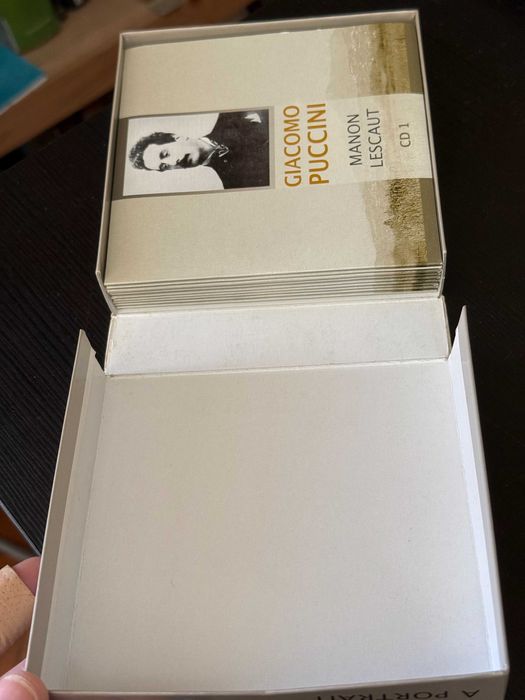 GIACOMO
PUCCINI
MANON
LESCAUT
CD 1
A PORTRAIT